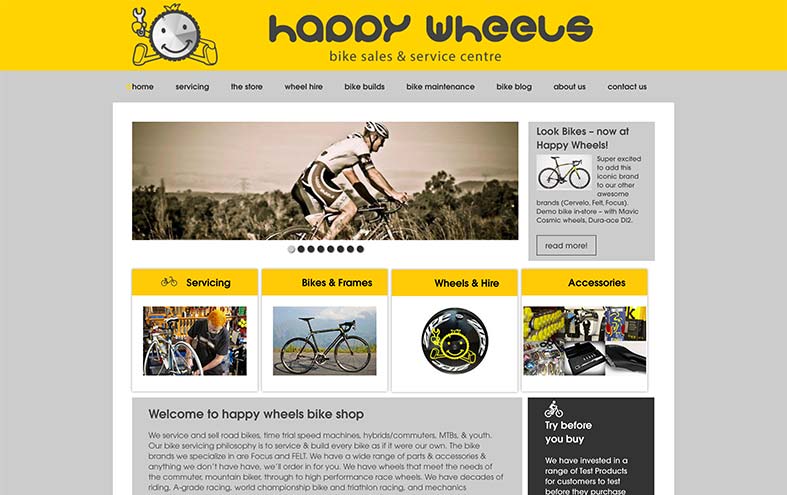 happy wheels
bike sales & service centre
home servicing the store wheel hire bike builds bike maintenance bike blog about us contact us
Look Bikes – now at
Happy Wheels!
Super excited
to add this
iconic brand
to our other
awesome
brands (Cervelo, Felt, Focus).
Demo bike in-store – with Mavic
Cosmic wheels, Dura-ace DI2.
read more!
Servicing
Bikes & Frames
Wheels & Hire
Accessories
Welcome to happy wheels bike shop
We service and sell road bikes, time trial speed machines, hybrids/commuters, MTBs, & youth.
Our bike servicing philosophy is to service & build every bike as if it were our own. The bike
brands we specialize in are Focus and FELT. We have a wide range of parts & accessories &
anything we don't have have, we'll order in for you. We have wheels that meet the needs of
the commuter, mountain biker, through to high performance race wheels. We have decades of
riding, A-grade racing, world championship bike and triathlon racing, and mechanics
Try before
you buy
We have invested in a
range of Test Products
for customers to test
before they purchase